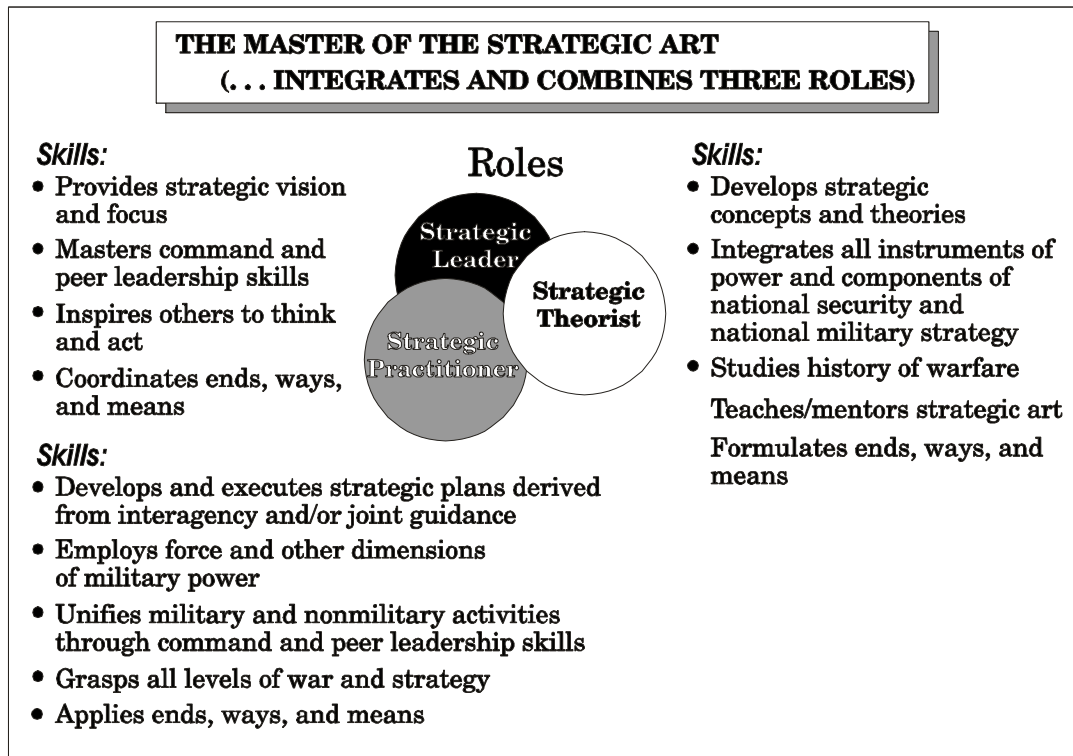 THE MASTER OF THE STRATEGIC ART
(. . . INTEGRATES AND COMBINES THREE ROLES)
Skills:
• Provides strategic vision
and focus
• Masters command and
peer leadership skills
• Inspires others to think
and act
• Coordinates ends, ways,
and means
Roles
Strategic
Leader
Strategic
Theorist
Strategic
Practitioner
Skills:
• Develops strategic
concepts and theories
• Integrates all instruments of
power and components of
national security and
national military strategy
• Studies history of warfare
Teaches/mentors strategic art
Formulates ends, ways, and
means
Skills:
• Develops and executes strategic plans derived
from interagency and/or joint guidance
• Employs force and other dimensions
of military power
• Unifies military and nonmilitary activities
through command and peer leadership skills
• Grasps all levels of war and strategy
• Applies ends, ways, and means